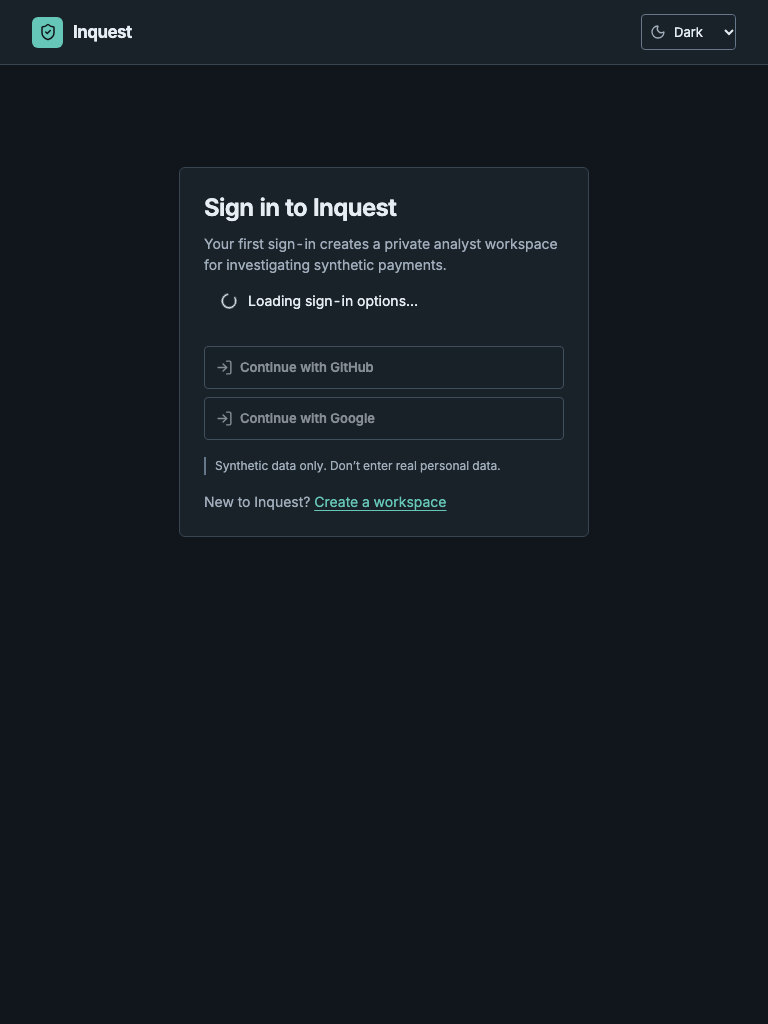 Inquest
Dark
Sign in to Inquest
Your first sign-in creates a private analyst workspace
for investigating synthetic payments.
Loading sign-in options...
Continue with GitHub
Continue with Google
Synthetic data only. Don’t enter real personal data.
New to Inquest? Create a workspace